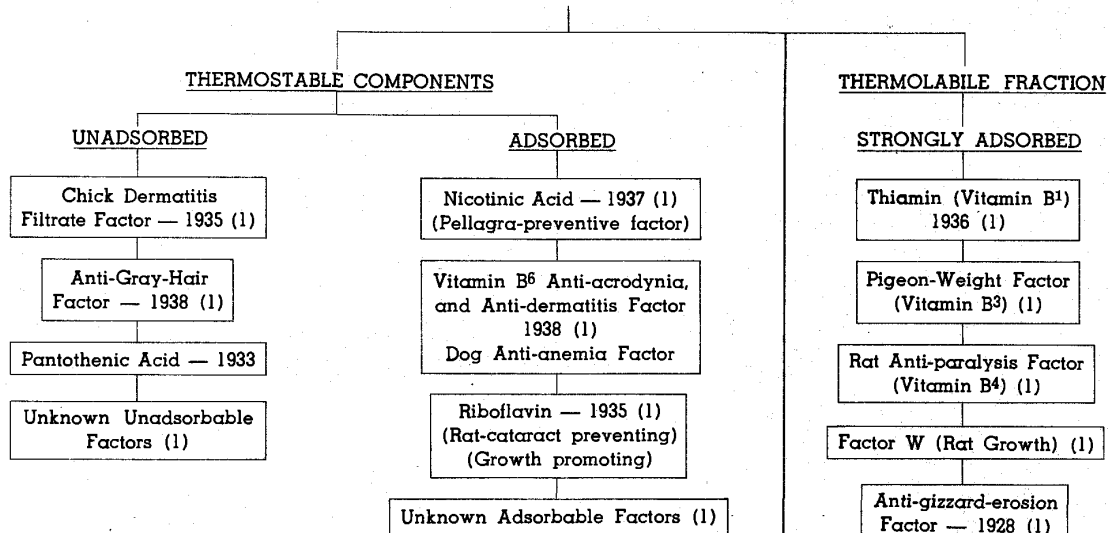 THERMOSTABLE COMPONENTS
UNADSORBED
Chick Dermatitis
Filtrate Factor — 1935 (1)
Anti-Gray-Hair
Factor — 1938 (1)
Pantothenic Acid — 1933
Unknown Unadsorbable
Factors (1)
ADSORBED
Nicotinic Acid — 1937 (1)
(Pellagra-preventive factor)
Vitamin B⁶ Anti-acrodynia,
and Anti-dermatitis Factor
1938 (1)
Dog Anti-anemia Factor
Riboflavin — 1935 (1)
(Rat-cataract preventing)
(Growth promoting)
Unknown Adsorbable Factors (1)
THERMOLABILE FRACTION
STRONGLY ADSORBED
Thiamin (Vitamin B¹)
1936 (1)
Pigeon-Weight Factor
(Vitamin B³) (1)
Rat Anti-paralysis Factor
(Vitamin B⁴) (1)
Factor W (Rat Growth) (1)
Anti-gizzard-erosion
Factor — 1928 (1)